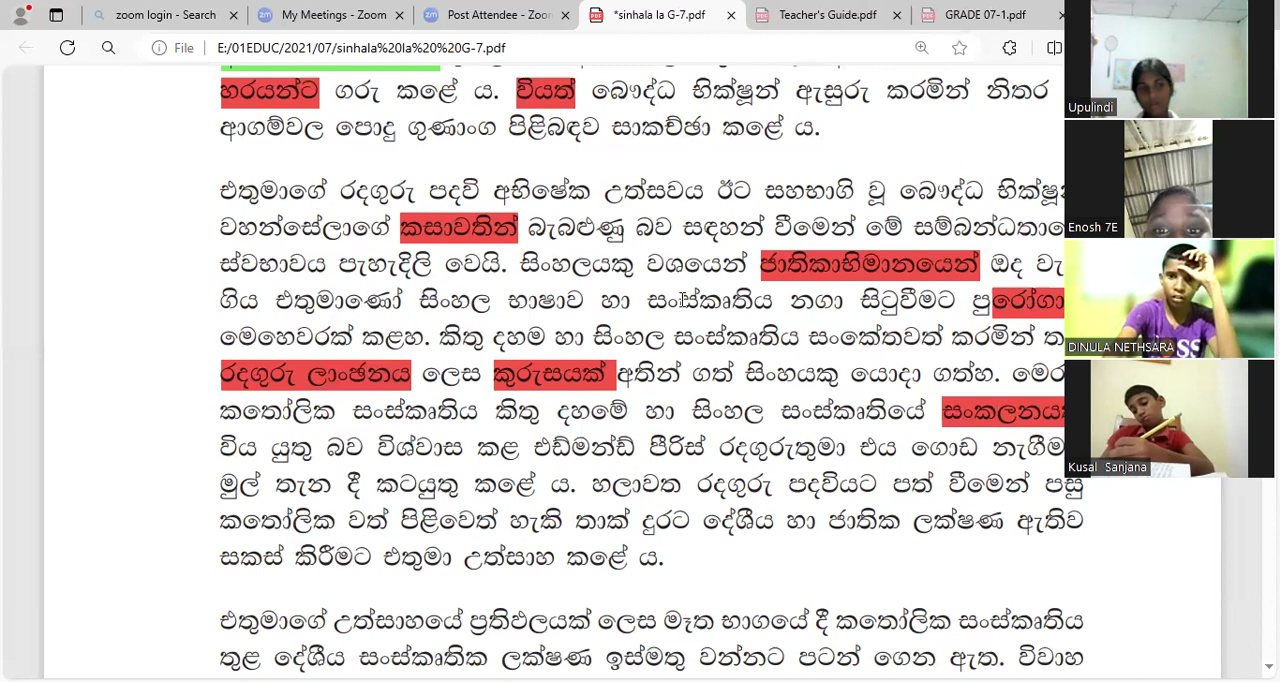 zoom login - Search
My Meetings - Zoom
Post Attendee - Zoo
*sinhala la G-7.pdf
Teacher's Guide.pdf
GRADE 07-1.pdf
File
E:/01EDUC/2021/07/sinhala%20la%20%20G-7.pdf
හරයන්ට ගරු කළේ ය. වියත් බෞද්ධ භික්ෂූන් ඇසුරු කරමින් නිතර
ආගම්වල පොදු ගුණාංග පිළිබඳව සාකච්ඡා කළේ ය.
එතුමාගේ රදගුරු පදවි අභිෂේක උත්සවය ඊට සහභාගි වූ බෞද්ධ
වහන්සේලාගේ කසාවතින් බැබළුණු බව සඳහන් වීමෙන් මේ
ස්වභාවය පැහැදිලි වෙයි. සිංහලයකු වශයෙන් ජාතිකාභිමානයෙන් ඔද
ගිය එතුමාණෝ සිංහල භාෂාව හා සංස්කෘතිය නගා සිටුවීමට
මෙහෙවරක් කළහ. කිතු දහම හා සිංහල සංස්කෘතිය සංකේතවත් කරමින්
රදගුරු ලාංඡනය ලෙස කුරුසයක් අතින් ගත් සිංහයකු යොදා ගත්හ.
කතෝලික සංස්කෘතිය කිතු දහමේ හා සිංහල සංස්කෘතියේ
විය යුතු බව විශ්වාස කළ එඩ්මන්ඩ් පීරිස් රදගුරුතුමා එය ගොඩ
මුල් තැන දී කටයුතු කළේ ය. හලාවත රදගුරු පදවියට පත් වීමෙන් පසු
කතෝලික වත් පිළිවෙත් හැකි තාක් දුරට දේශීය හා ජාතික ලක්ෂණ ඇතිව
සකස් කිරීමට එතුමා උත්සාහ කළේ ය.
එතුමාගේ උත්සාහයේ ප්‍රතිඵලයක් ලෙස මෑත භාගයේ දී කතෝලික සංස්කෘතිය
තුළ දේශීය සංස්කෘතික ලක්ෂණ ඉස්මතු වන්නට පටන් ගෙන ඇත. විවාහ
Upulindi
Enosh 7E
DINULA NETHSARA
Kusal Sanjana